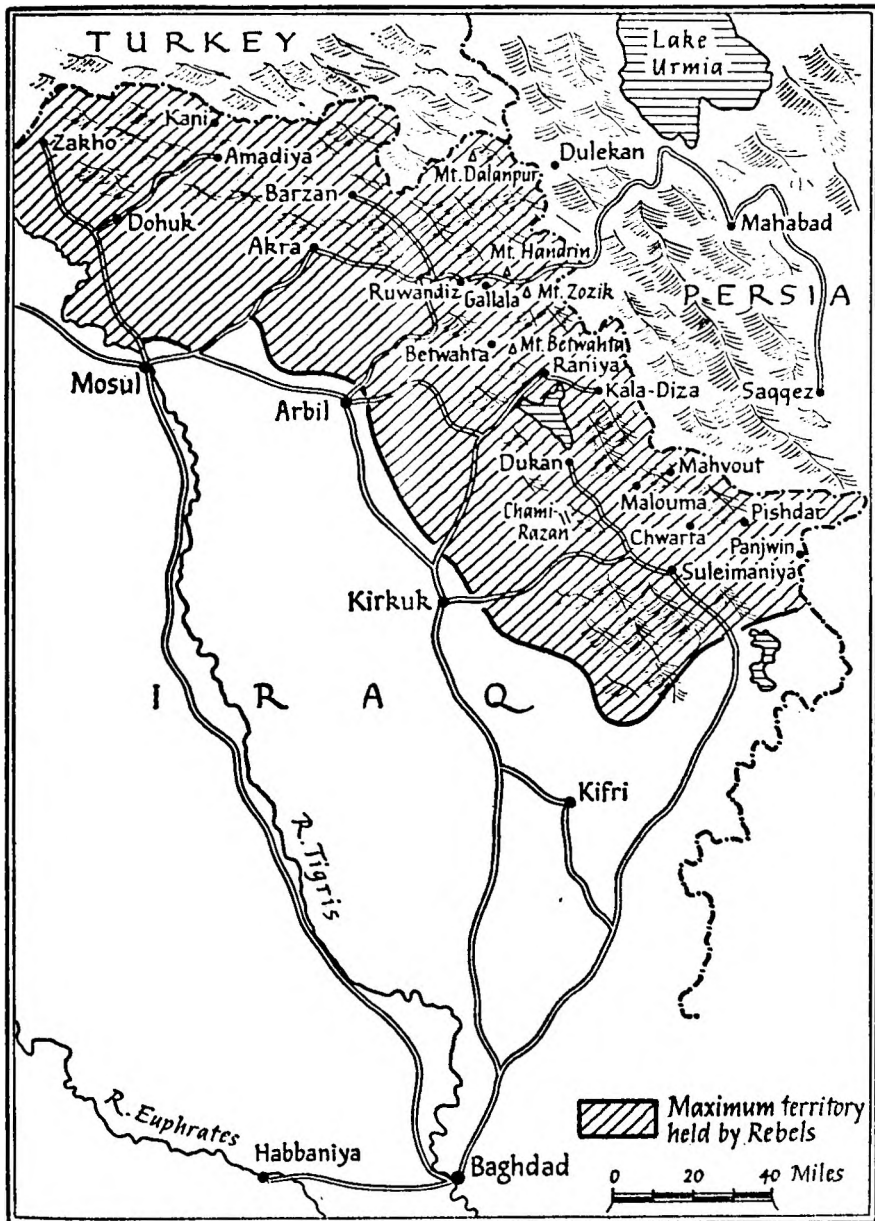 TURKEY
Lake
Urmia
Kani
Zakho
Amadiya
Mt. Dalanpur
Dulekan
Barzan
Dohuk
Mahabad
Akra
Mt. Handrin
Ruwandiz
Gallala
Mt. Zozik
PERSIA
Betwahta
Mt. Betwahta
Raniya
Mosul
Kala-Diza
Saqqez
Arbil
Dukan
Mahvout
Malouma
Pishdar
Chami-
Razan
Chwarta
Panjwin
Suleimaniya
Kirkuk
IRAQ
Kifri
R. Tigris
Maximum territory
held by Rebels
R. Euphrates
Habbaniya
Baghdad
0 20 40 Miles